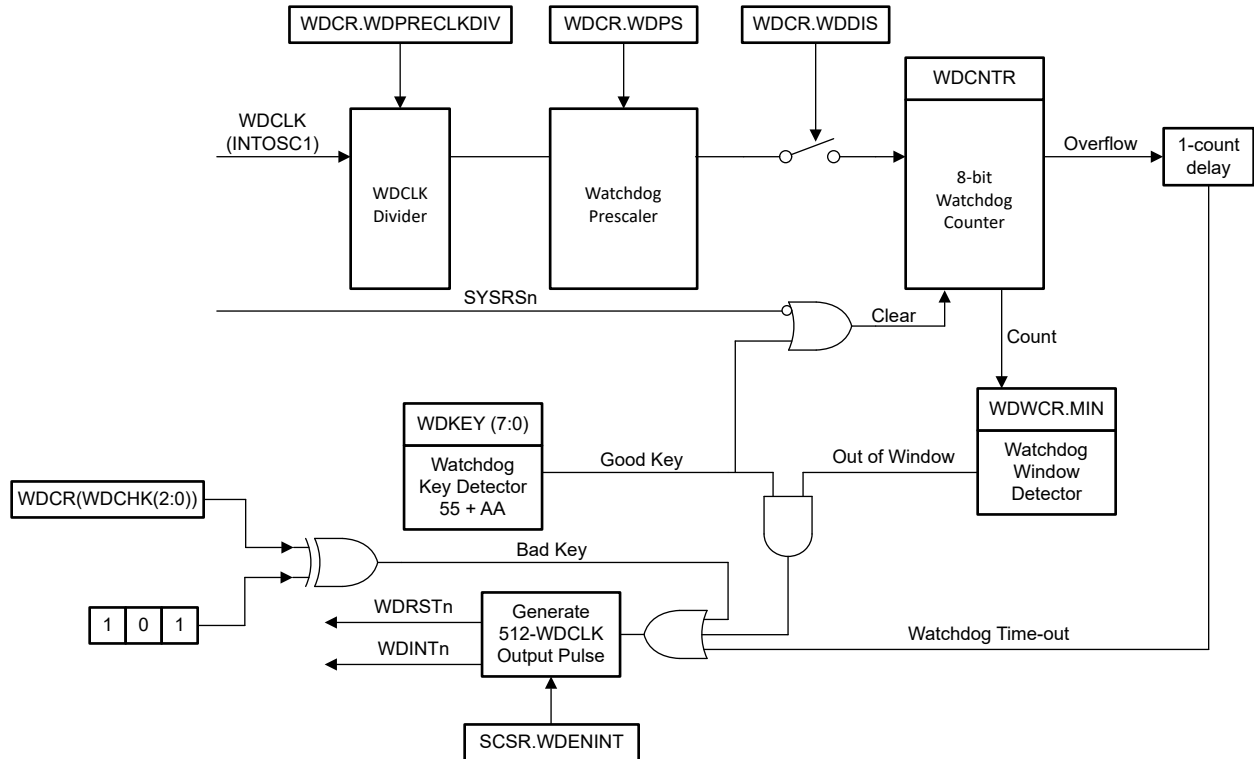 WDCR.WDPRECLKDIV
WDCR.WDPS
WDCR.WDDIS
WDCNTR
WDCLK
(INTOSC1)
WDCLK
Divider
Watchdog
Prescaler
8-bit
Watchdog
Counter
Overflow
1-count
delay
SYSRSn
Clear
Count
WDKEY (7:0)
Watchdog
Key Detector
55 + AA
Good Key
Out of Window
WDWCR.MIN
Watchdog
Window
Detector
WDCR(WDCHK(2:0))
Bad Key
1 0 1
WDRSTn
WDINTn
Generate
512-WDCLK
Output Pulse
Watchdog Time-out
SCSR.WDENINT